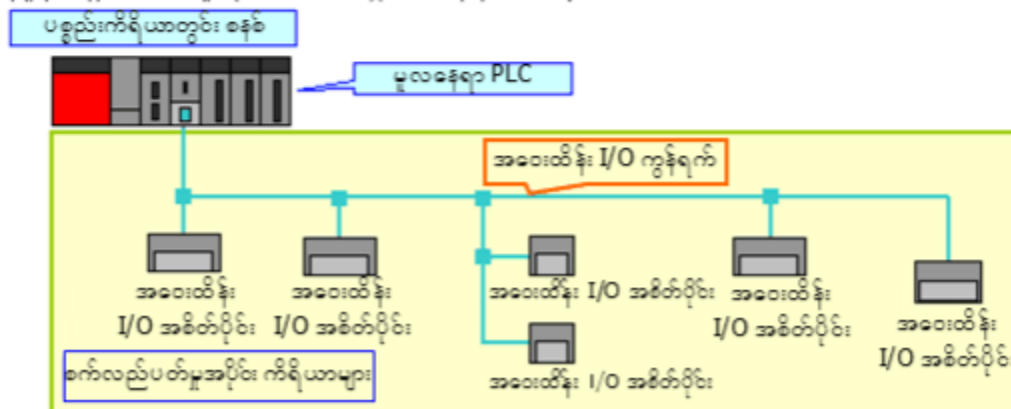 ပစ္စည်းကိရိယာတွင်း စနစ်
မူလနေရာ PLC
အဝေးထိန်း I/O ကွန်ရက်
အဝေးထိန်း
I/O အစိတ်ပိုင်း
အဝေးထိန်း
I/O အစိတ်ပိုင်း
အဝေးထိန်း I/O အစိတ်ပိုင်း
အဝေးထိန်း I/O အစိတ်ပိုင်း
အဝေးထိန်း
I/O အစိတ်ပိုင်း
အဝေးထိန်း
I/O အစိတ်ပိုင်း
စက်လည်ပတ်မှုအပိုင်း ကိရိယာများ